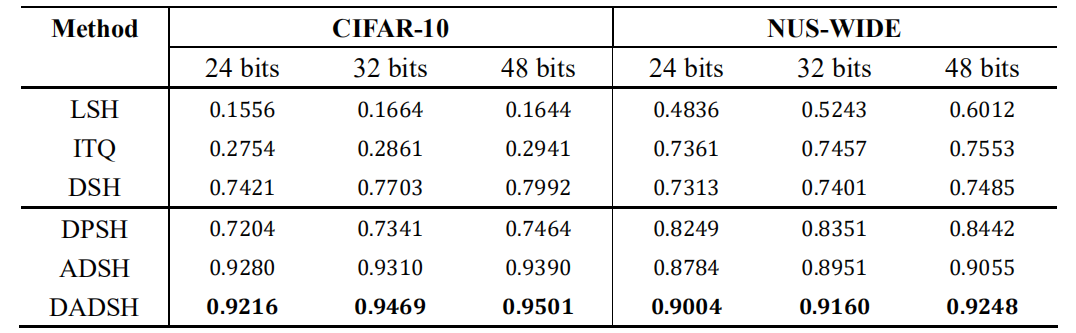 Method CIFAR-10 NUS-WIDE
24 bits 32 bits 48 bits 24 bits 32 bits 48 bits
LSH 0.1556 0.1664 0.1644 0.4836 0.5243 0.6012
ITQ 0.2754 0.2861 0.2941 0.7361 0.7457 0.7553
DSH 0.7421 0.7703 0.7992 0.7313 0.7401 0.7485
DPSH 0.7204 0.7341 0.7464 0.8249 0.8351 0.8442
ADSH 0.9280 0.9310 0.9390 0.8784 0.8951 0.9055
DADSH 0.9216 0.9469 0.9501 0.9004 0.9160 0.9248